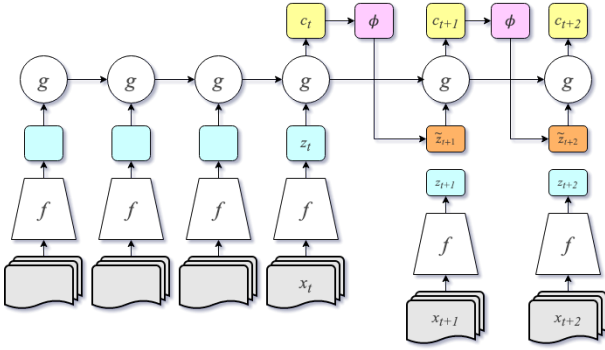 c_t ϕ c_{t+1} ϕ c_{t+2}
g g g g g g
z_t z̃_{t+1} z̃_{t+2}
z_{t+1} z_{t+2}
f f f f
f f
x_t
x_{t+1} x_{t+2}